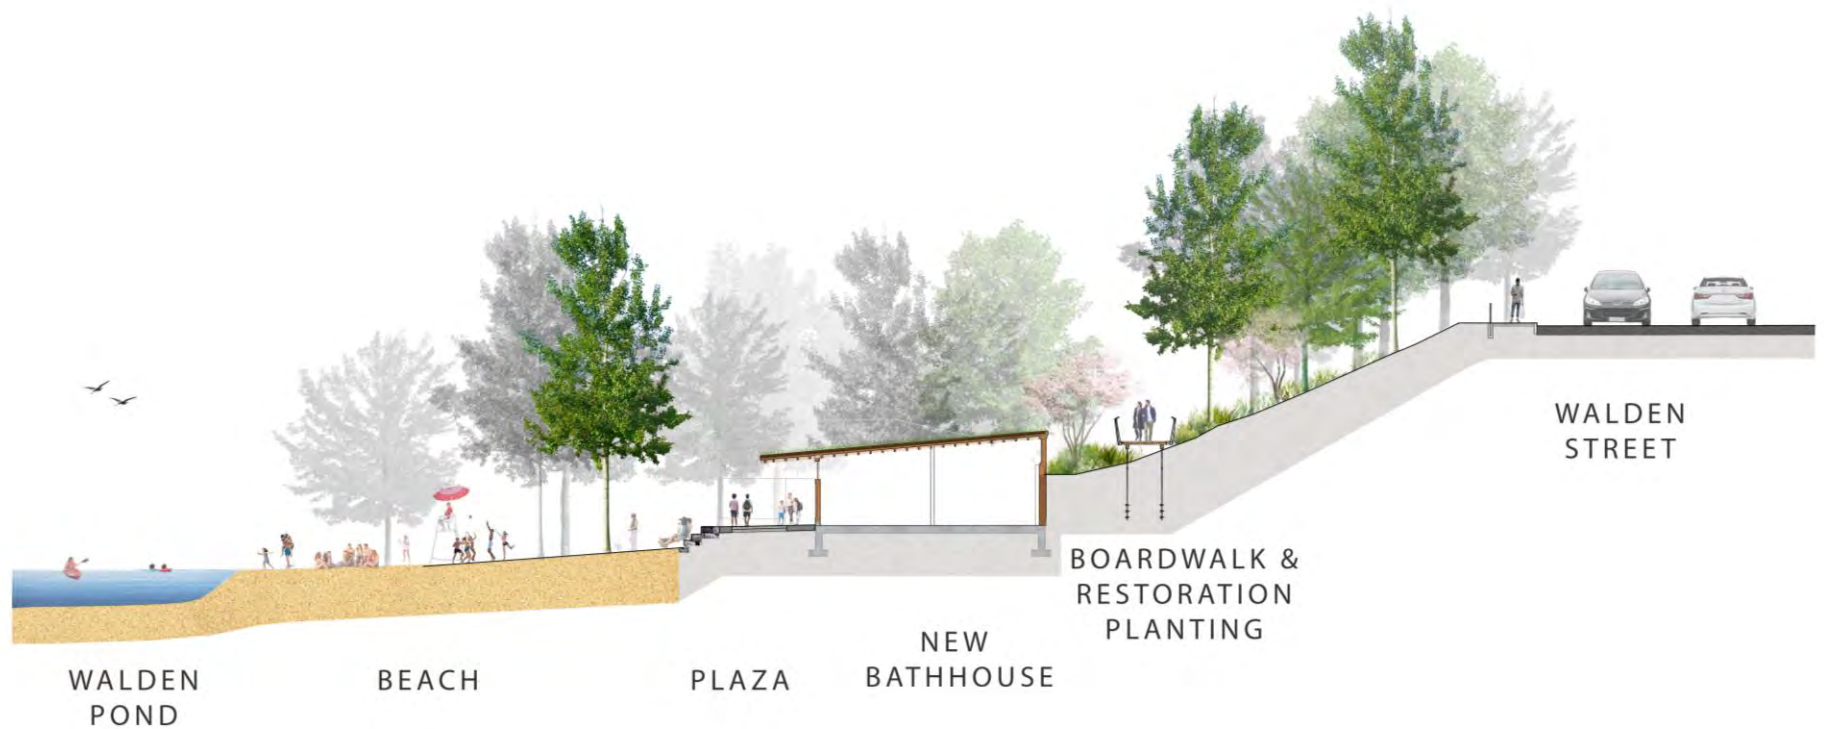 WALDEN
POND
BEACH
PLAZA
NEW
BATHHOUSE
BOARDWALK &
RESTORATION
PLANTING
WALDEN
STREET